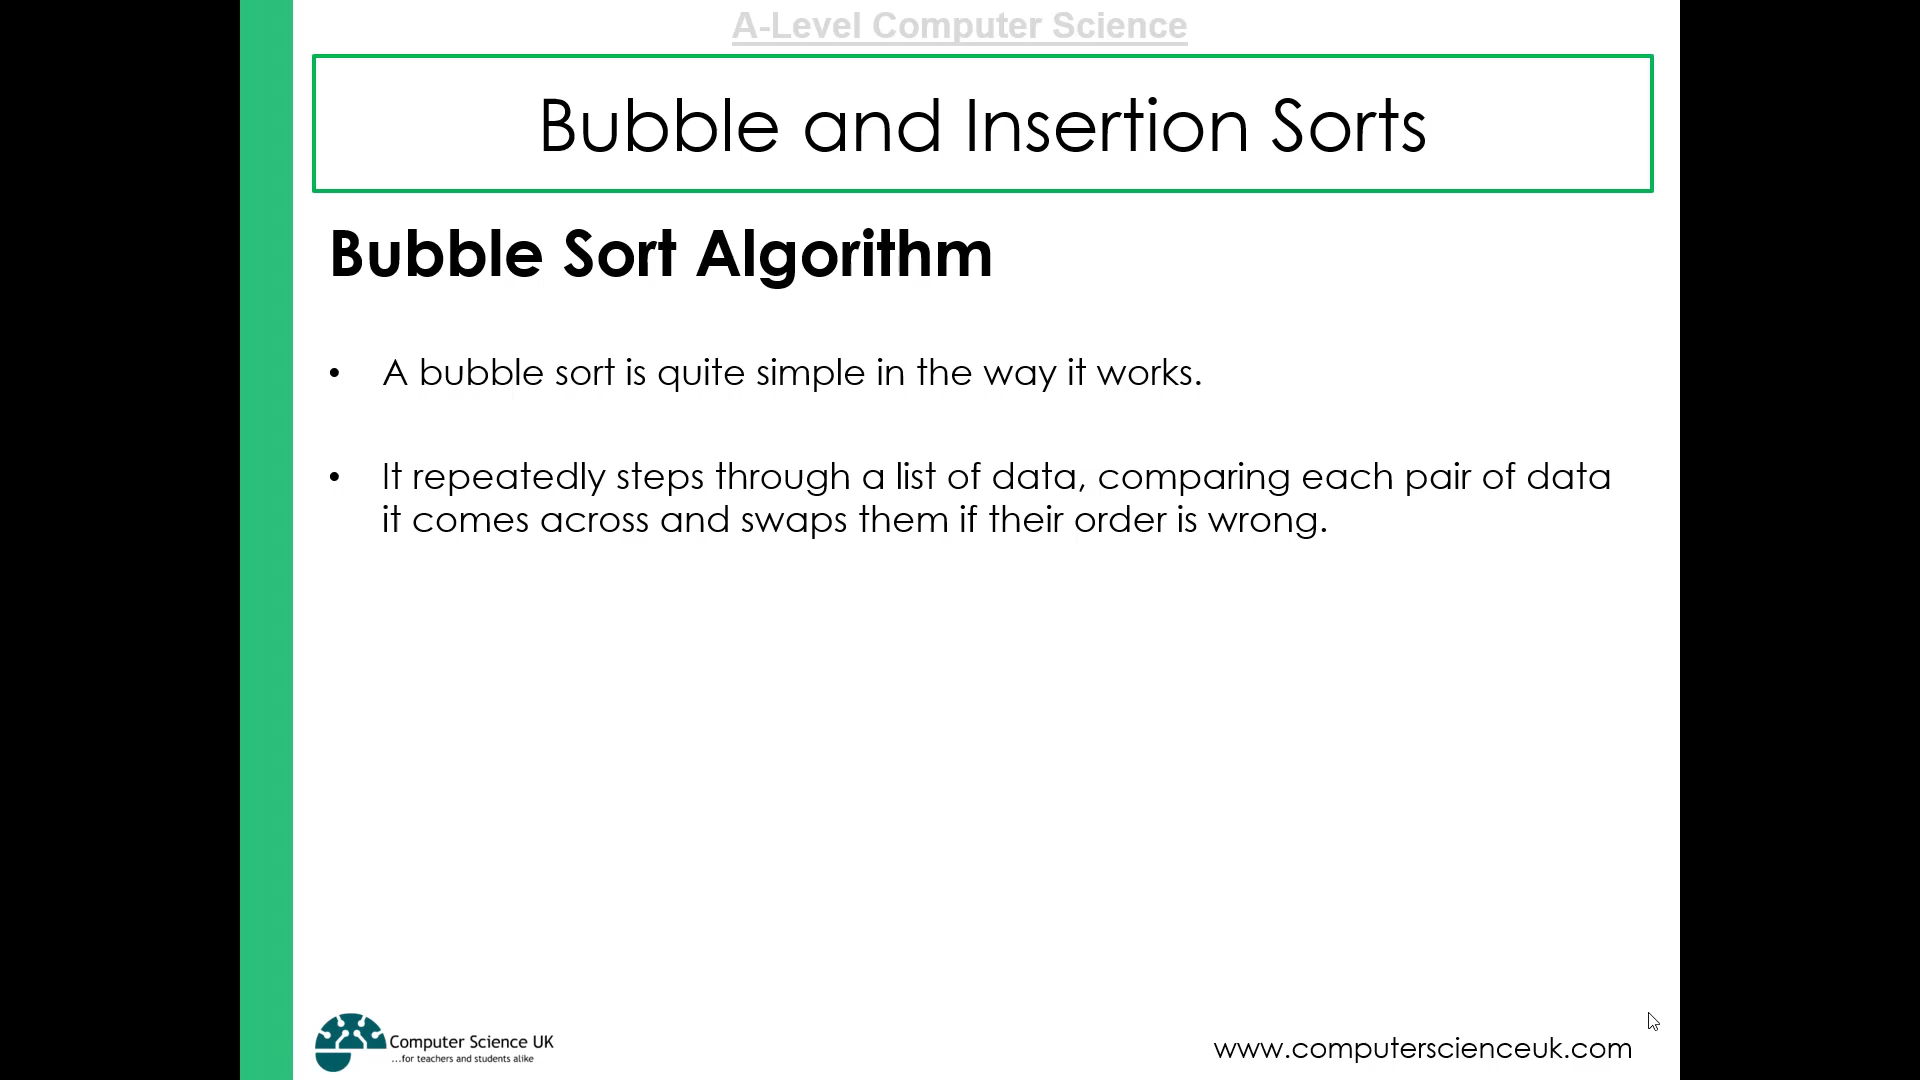 A-Level Computer Science
Bubble and Insertion Sorts
Bubble Sort Algorithm
• A bubble sort is quite simple in the way it works.
• It repeatedly steps through a list of data, comparing each pair of data
it comes across and swaps them if their order is wrong.
Computer Science UK
...for teachers and students alike
www.computerscienceuk.com